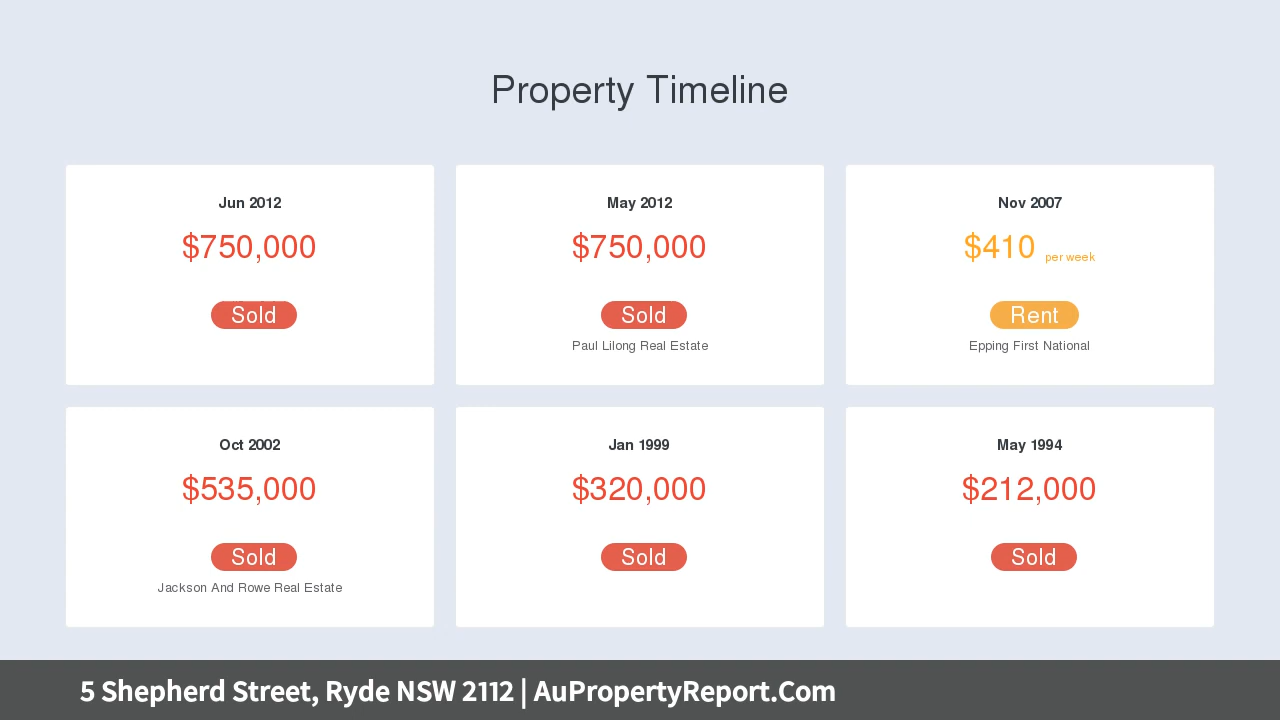 Property Timeline
Jun 2012
$750,000
Sold
May 2012
$750,000
Sold
Paul Lilong Real Estate
Nov 2007
$410 per week
Rent
Epping First National
Oct 2002
$535,000
Sold
Jackson And Rowe Real Estate
Jan 1999
$320,000
Sold
May 1994
$212,000
Sold
5 Shepherd Street, Ryde NSW 2112 | AuPropertyReport.Com